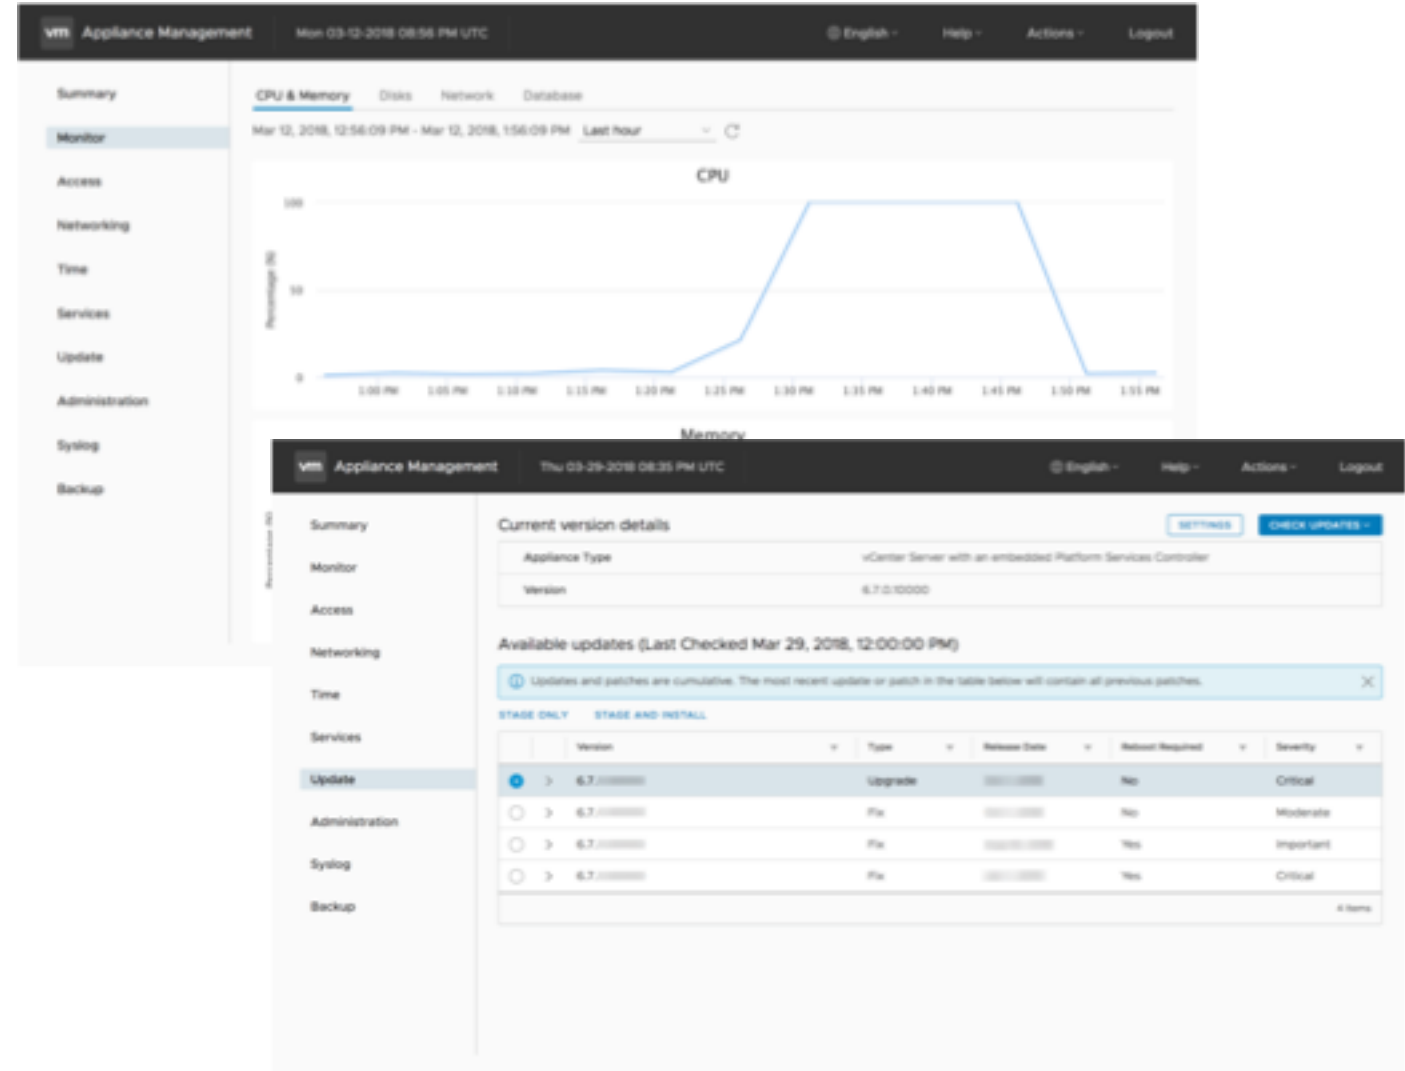 vm Appliance Management Mon 03-12-2018 08:56 PM UTC English Help Actions Logout
Summary
Monitor
Access
Networking
Time
Services
Update
Administration
Syslog
Backup
CPU & Memory Disks Network Database
Mar 12, 2018, 12:56:09 PM - Mar 12, 2018, 1:56:09 PM Last hour
CPU
Percentage (%)
100
50
0
1:00 PM 1:05 PM 1:10 PM 1:15 PM 1:20 PM 1:25 PM 1:30 PM 1:35 PM 1:40 PM 1:45 PM 1:50 PM 1:55 PM
Memory
Percentage (%)
vm Appliance Management Thu 03-29-2018 08:35 PM UTC English Help Actions Logout
Summary
Monitor
Access
Networking
Time
Services
Update
Administration
Syslog
Backup
Current version details SETTINGS CHECK UPDATES
Appliance Type vCenter Server with an embedded Platform Services Controller
Version 6.7.0.10000
Available updates (Last Checked Mar 29, 2018, 12:00:00 PM)
Updates and patches are cumulative. The most recent update or patch in the table below will contain all previous patches.
STAGE ONLY STAGE AND INSTALL
Version Type Release Date Reboot Required Severity
6.7. Upgrade No Critical
6.7. Fix No Moderate
6.7. Fix Yes Important
6.7. Fix Yes Critical
4 items